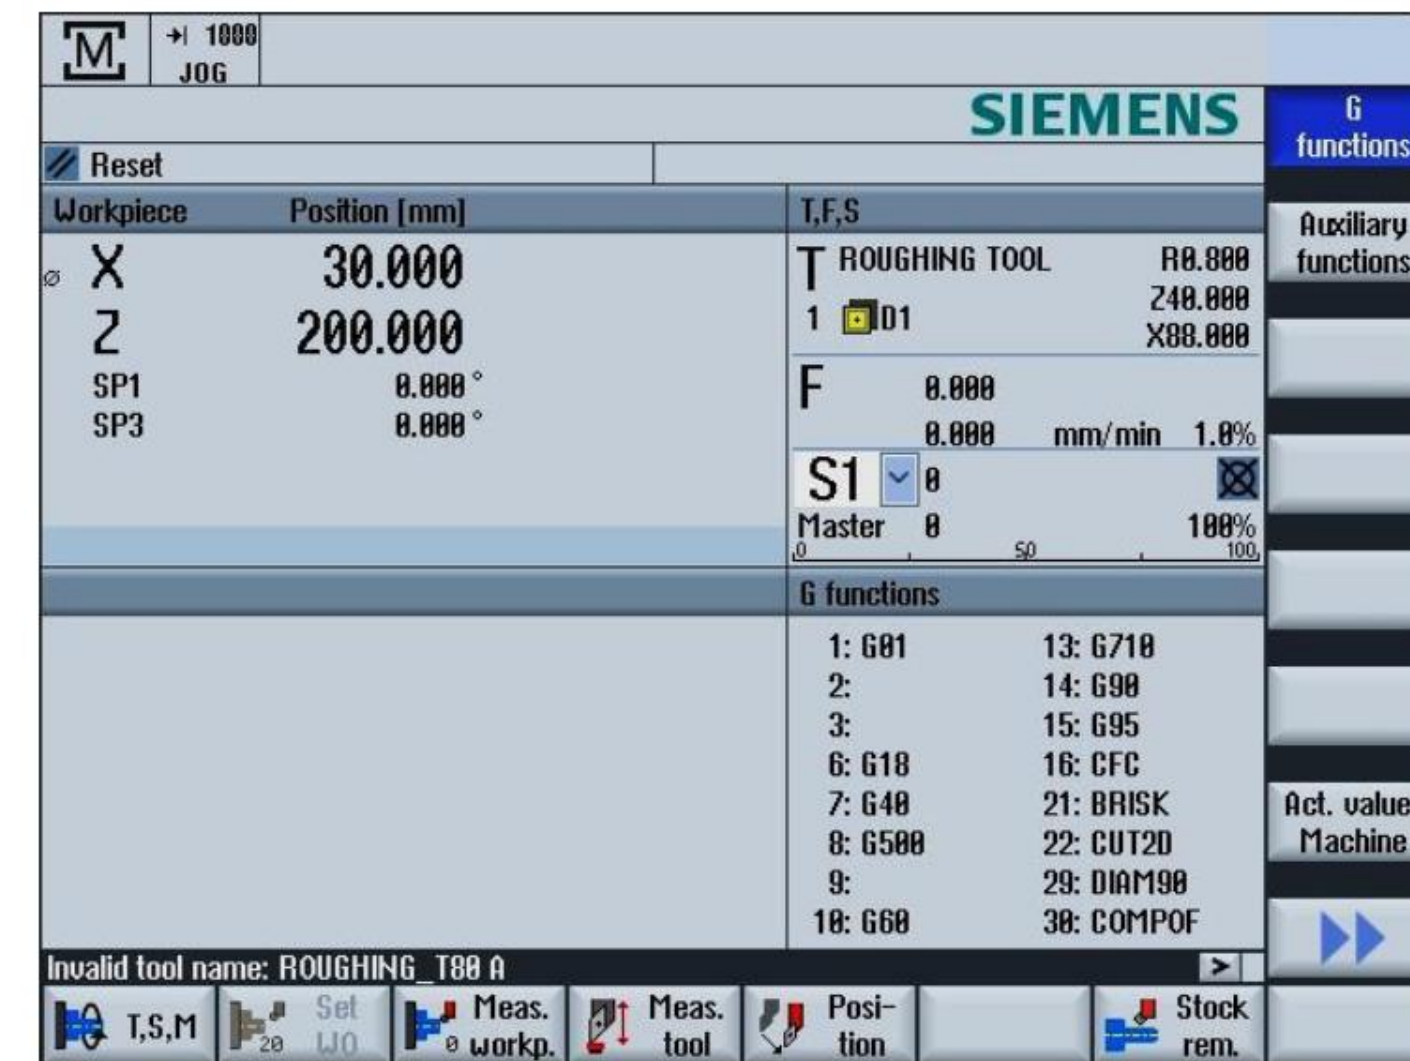 M
1000
JOG
SIEMENS
G
functions
Reset
Workpiece Position [mm]
T,F,S
Auxiliary
functions
ø X 30.000
Z 200.000
SP1 0.000 °
SP3 0.000 °
T ROUGHING TOOL R0.800
Z40.000
1 D1
X88.000
F 0.000
0.000 mm/min 1.0%
S1 0
Master 0 100%
0 50 100
G functions
1: G01 13: G710
2: 14: G90
3: 15: G95
6: G18 16: CFC
7: G40 21: BRISK
8: G500 22: CUT2D
9: 29: DIAM90
10: G60 30: COMPOF
Act. value
Machine
Invalid tool name: ROUGHING_T80 A >
T,S,M
20 Set
WO
0 Meas.
workp.
Meas.
tool
Posi-
tion
Stock
rem.